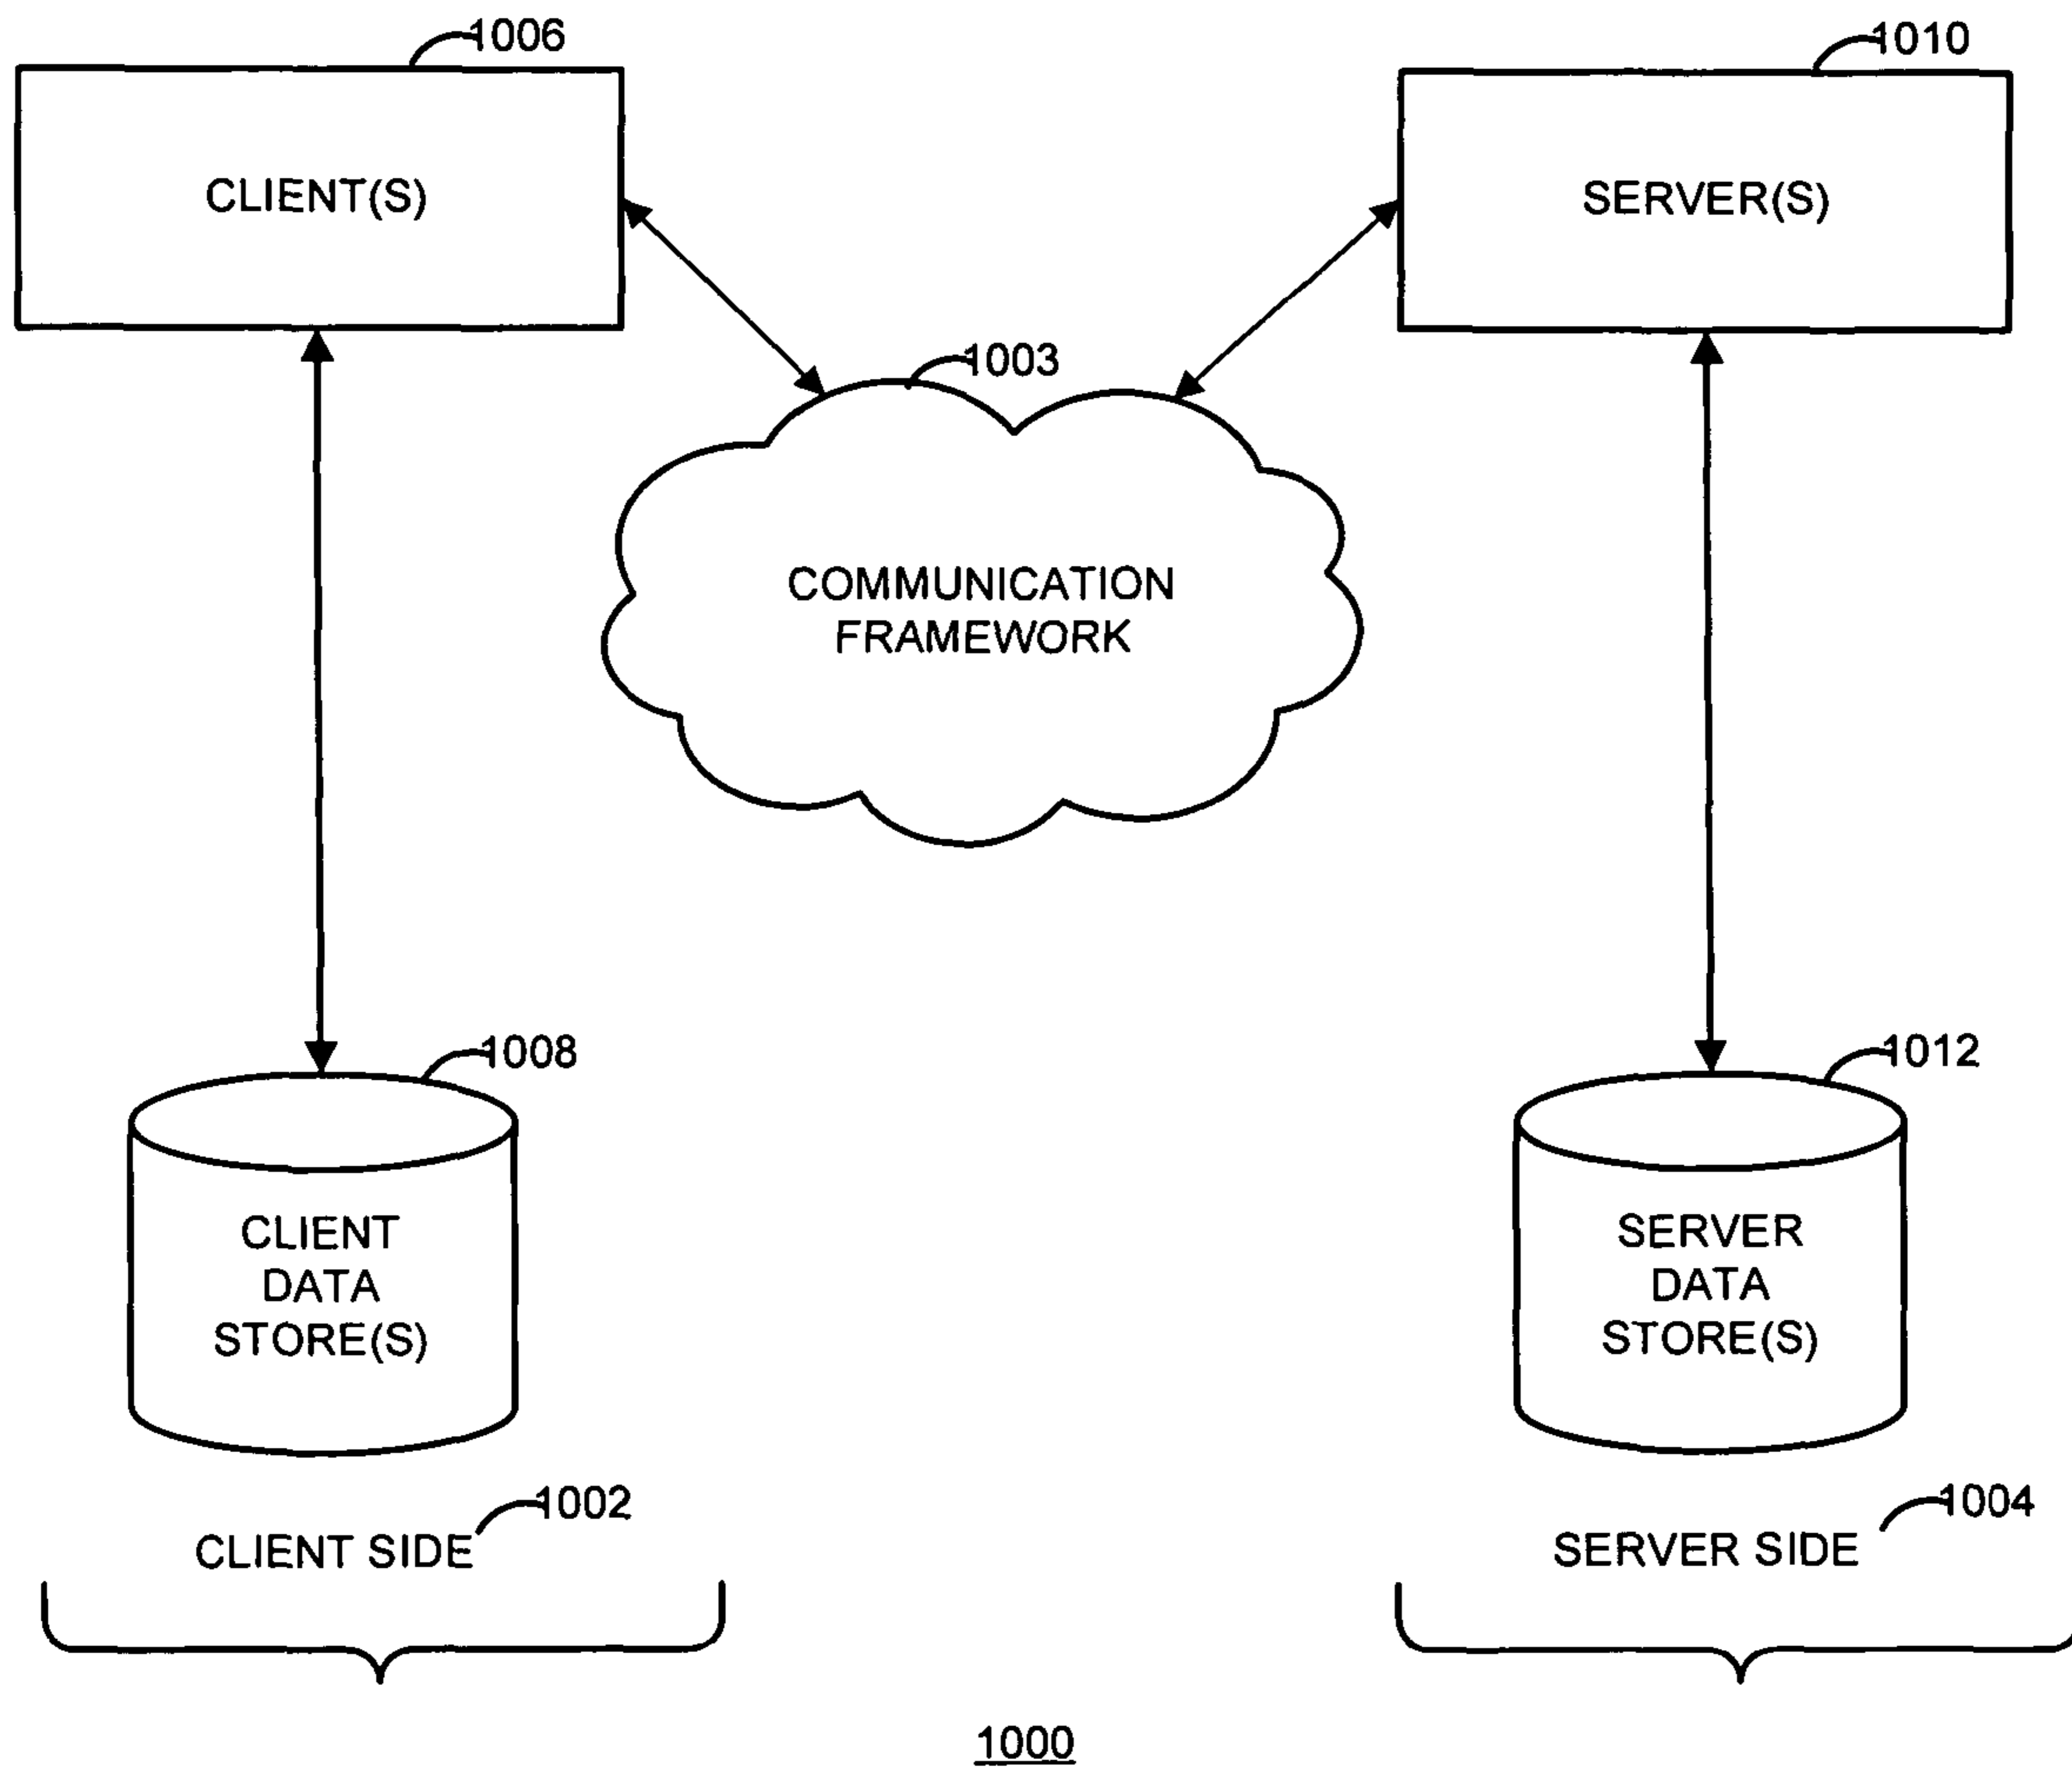 1006
1010
CLIENT(S)
SERVER(S)
1003
COMMUNICATION
FRAMEWORK
1008
1012
CLIENT
DATA
STORE(S)
SERVER
DATA
STORE(S)
1002
CLIENT SIDE
1004
SERVER SIDE
1000